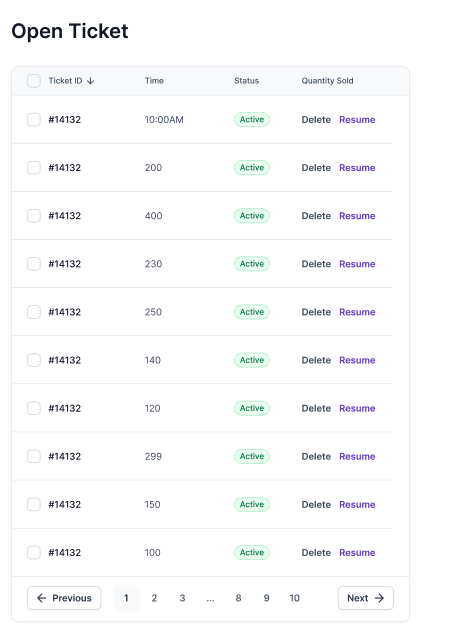 Open Ticket
Ticket ID ↓ Time Status Quantity Sold
#14132 10:00AM Active Delete Resume
#14132 200 Active Delete Resume
#14132 400 Active Delete Resume
#14132 230 Active Delete Resume
#14132 250 Active Delete Resume
#14132 140 Active Delete Resume
#14132 120 Active Delete Resume
#14132 299 Active Delete Resume
#14132 150 Active Delete Resume
#14132 100 Active Delete Resume
← Previous 1 2 3 ... 8 9 10 Next →